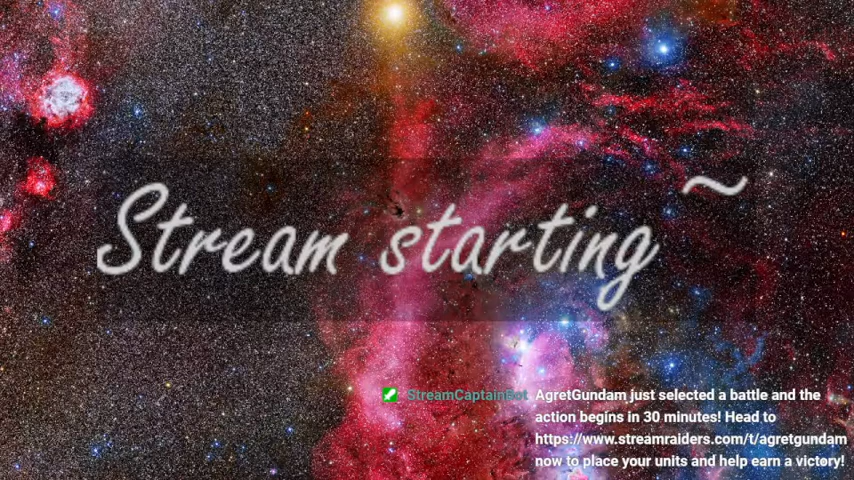 Stream starting ~
StreamCaptainBot AgretGundam just selected a battle and the
action begins in 30 minutes! Head to
https://www.streamraiders.com/t/agretgundam
now to place your units and help earn a victory!